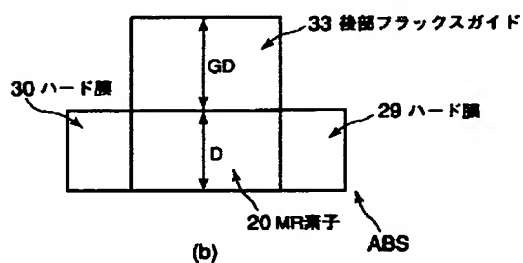 33 後部フラックスガイド
GD
30 ハード膜
29 ハード膜
D
20 MR素子
ABS
(b)